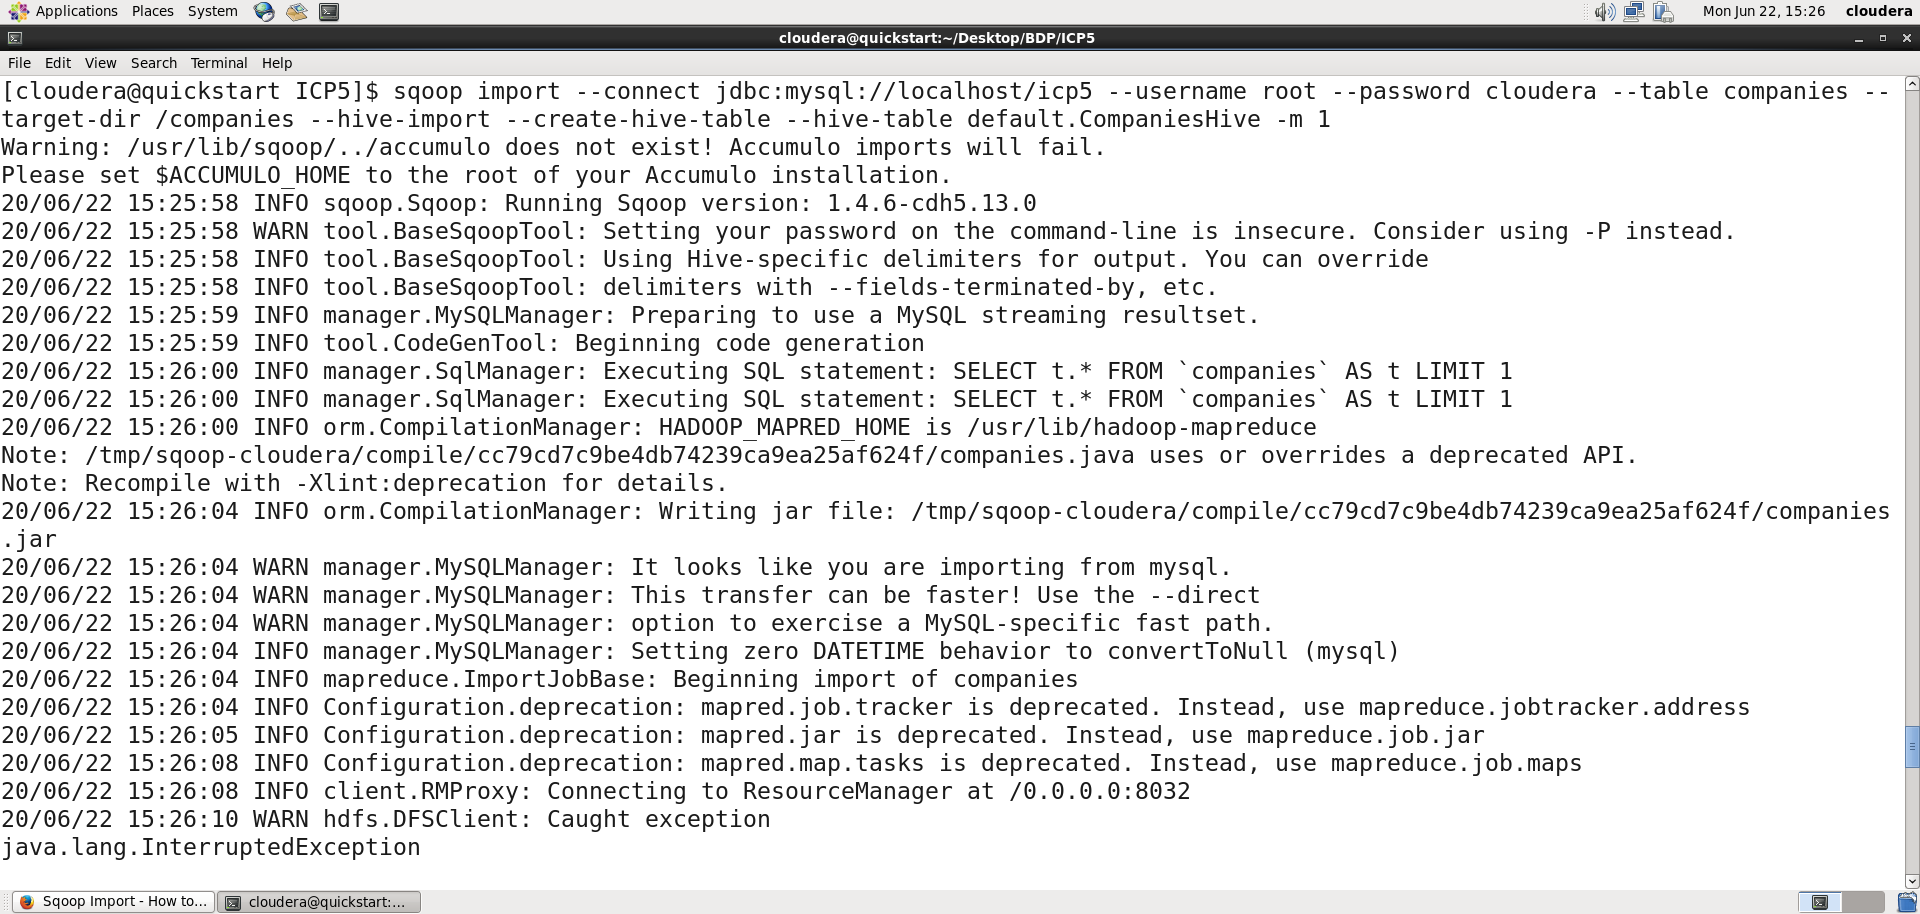 Applications Places System Mon Jun 22, 15:26 cloudera
cloudera@quickstart:~/Desktop/BDP/ICP5
File Edit View Search Terminal Help
[cloudera@quickstart ICP5]$ sqoop import --connect jdbc:mysql://localhost/icp5 --username root --password cloudera --table companies --
target-dir /companies --hive-import --create-hive-table --hive-table default.CompaniesHive -m 1
Warning: /usr/lib/sqoop/../accumulo does not exist! Accumulo imports will fail.
Please set $ACCUMULO_HOME to the root of your Accumulo installation.
20/06/22 15:25:58 INFO sqoop.Sqoop: Running Sqoop version: 1.4.6-cdh5.13.0
20/06/22 15:25:58 WARN tool.BaseSqoopTool: Setting your password on the command-line is insecure. Consider using -P instead.
20/06/22 15:25:58 INFO tool.BaseSqoopTool: Using Hive-specific delimiters for output. You can override
20/06/22 15:25:58 INFO tool.BaseSqoopTool: delimiters with --fields-terminated-by, etc.
20/06/22 15:25:59 INFO manager.MySQLManager: Preparing to use a MySQL streaming resultset.
20/06/22 15:25:59 INFO tool.CodeGenTool: Beginning code generation
20/06/22 15:26:00 INFO manager.SqlManager: Executing SQL statement: SELECT t.* FROM `companies` AS t LIMIT 1
20/06/22 15:26:00 INFO manager.SqlManager: Executing SQL statement: SELECT t.* FROM `companies` AS t LIMIT 1
20/06/22 15:26:00 INFO orm.CompilationManager: HADOOP_MAPRED_HOME is /usr/lib/hadoop-mapreduce
Note: /tmp/sqoop-cloudera/compile/cc79cd7c9be4db74239ca9ea25af624f/companies.java uses or overrides a deprecated API.
Note: Recompile with -Xlint:deprecation for details.
20/06/22 15:26:04 INFO orm.CompilationManager: Writing jar file: /tmp/sqoop-cloudera/compile/cc79cd7c9be4db74239ca9ea25af624f/companies
.jar
20/06/22 15:26:04 WARN manager.MySQLManager: It looks like you are importing from mysql.
20/06/22 15:26:04 WARN manager.MySQLManager: This transfer can be faster! Use the --direct
20/06/22 15:26:04 WARN manager.MySQLManager: option to exercise a MySQL-specific fast path.
20/06/22 15:26:04 INFO manager.MySQLManager: Setting zero DATETIME behavior to convertToNull (mysql)
20/06/22 15:26:04 INFO mapreduce.ImportJobBase: Beginning import of companies
20/06/22 15:26:04 INFO Configuration.deprecation: mapred.job.tracker is deprecated. Instead, use mapreduce.jobtracker.address
20/06/22 15:26:05 INFO Configuration.deprecation: mapred.jar is deprecated. Instead, use mapreduce.job.jar
20/06/22 15:26:08 INFO Configuration.deprecation: mapred.map.tasks is deprecated. Instead, use mapreduce.job.maps
20/06/22 15:26:08 INFO client.RMProxy: Connecting to ResourceManager at /0.0.0.0:8032
20/06/22 15:26:10 WARN hdfs.DFSClient: Caught exception
java.lang.InterruptedException
Sqoop Import - How to... cloudera@quickstart:...